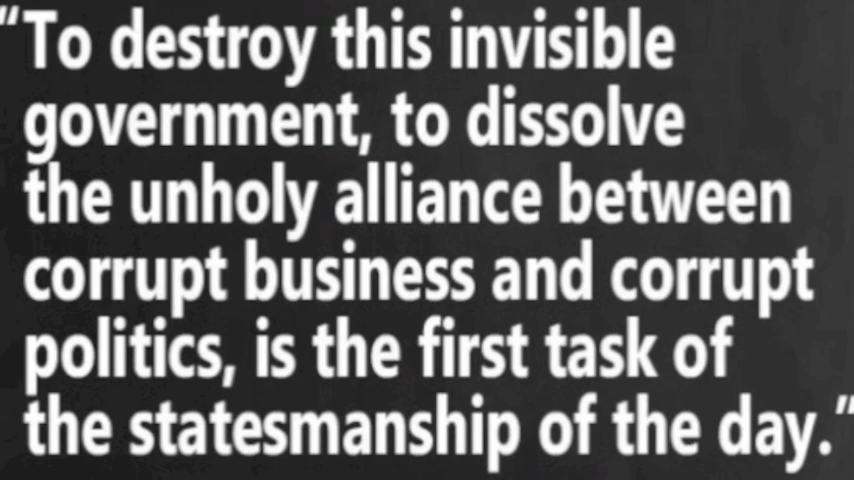 “To destroy this invisible
government, to dissolve
the unholy alliance between
corrupt business and corrupt
politics, is the first task of
the statesmanship of the day.”